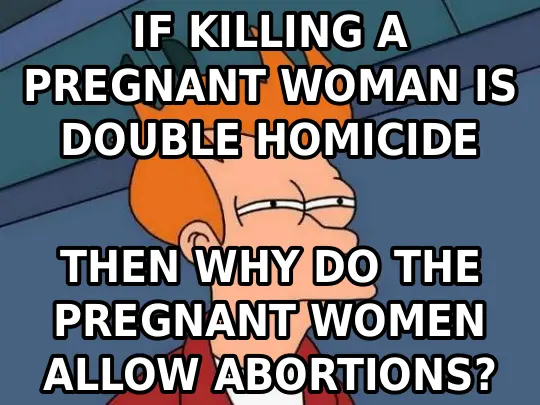 IF KILLING A
PREGNANT WOMAN IS
DOUBLE HOMICIDE
THEN WHY DO THE
PREGNANT WOMEN
ALLOW ABORTIONS?